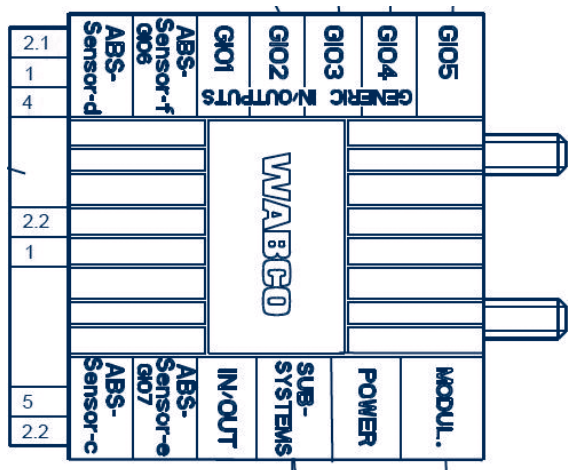 2.1
1
4
2.2
1
5
2.2
ABS-
Sensor-d
ABS-
Sensor-f
GIO6
GIO1
GIO2
GIO3
GIO4
GIO5
GENERIC IN/OUTPUTS
WABCO
ABS-
Sensor-c
ABS-
Sensor-e
GIO7
IN/OUT
SUB-
SYSTEMS
POWER
MODUL..